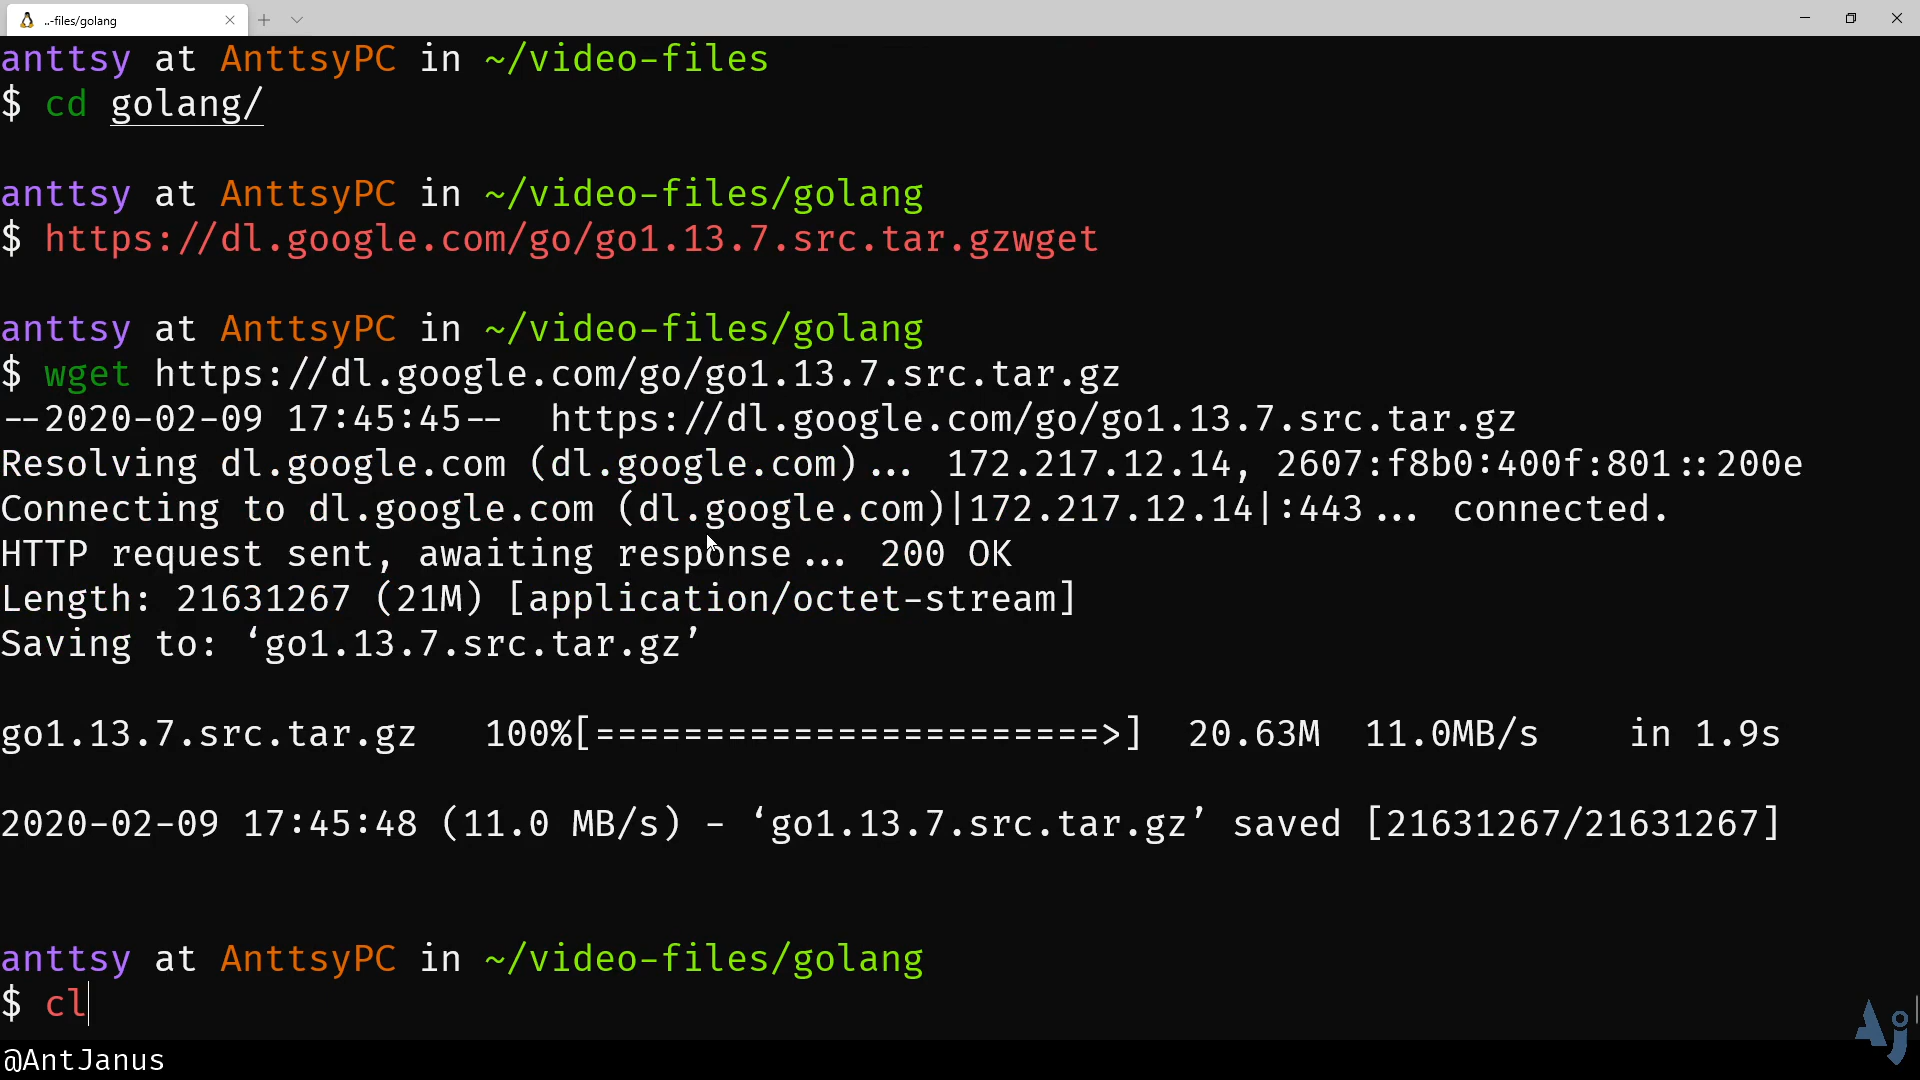 ..-files/golang
anttsy at AnttsyPC in ~/video-files
$ cd golang/
anttsy at AnttsyPC in ~/video-files/golang
$ https://dl.google.com/go/go1.13.7.src.tar.gzwget
anttsy at AnttsyPC in ~/video-files/golang
$ wget https://dl.google.com/go/go1.13.7.src.tar.gz
--2020-02-09 17:45:45--  https://dl.google.com/go/go1.13.7.src.tar.gz
Resolving dl.google.com (dl.google.com)... 172.217.12.14, 2607:f8b0:400f:801::200e
Connecting to dl.google.com (dl.google.com)|172.217.12.14|:443... connected.
HTTP request sent, awaiting response... 200 OK
Length: 21631267 (21M) [application/octet-stream]
Saving to: ‘go1.13.7.src.tar.gz’
go1.13.7.src.tar.gz   100%[=======================>]  20.63M  11.0MB/s    in 1.9s
2020-02-09 17:45:48 (11.0 MB/s) - ‘go1.13.7.src.tar.gz’ saved [21631267/21631267]
anttsy at AnttsyPC in ~/video-files/golang
$ cl
Aj
@AntJanus